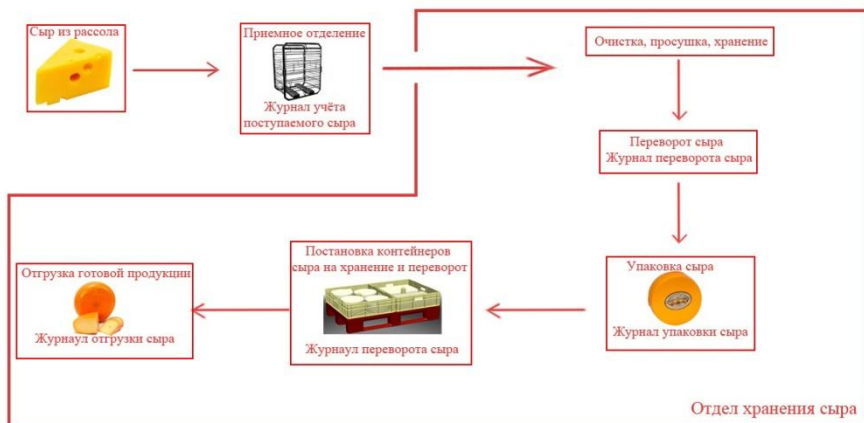 Сыр из рассола
Приемное отделение
Журнал учёта
поступаемого сыра
Очистка, просушка, хранение
Переворот сыра
Журнал переворота сыра
Упаковка сыра
Журнал упаковки сыра
Постановка контейнеров
сыра на хранение и переворот
Журнаул переворота сыра
Отгрузка готовой продукции
Журнаул отгрузки сыра
Отдел хранения сыра